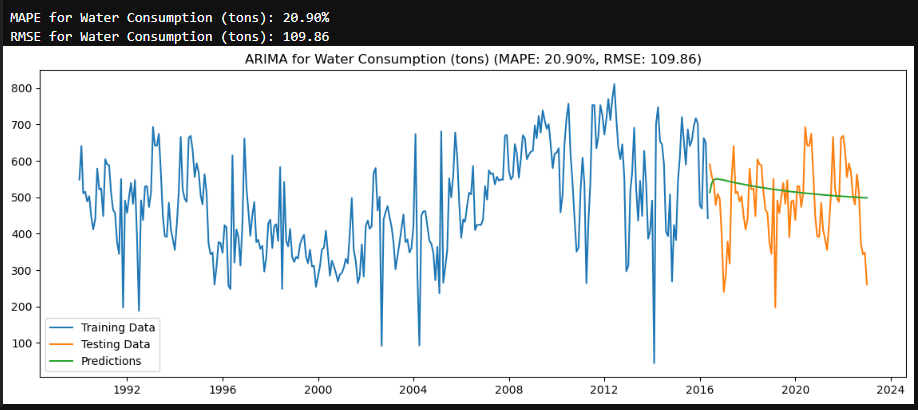 MAPE for Water Consumption (tons): 20.90%
RMSE for Water Consumption (tons): 109.86
ARIMA for Water Consumption (tons) (MAPE: 20.90%, RMSE: 109.86)
800
700
600
500
400
300
200
100
Training Data
Testing Data
Predictions
1992 1996 2000 2004 2008 2012 2016 2020 2024